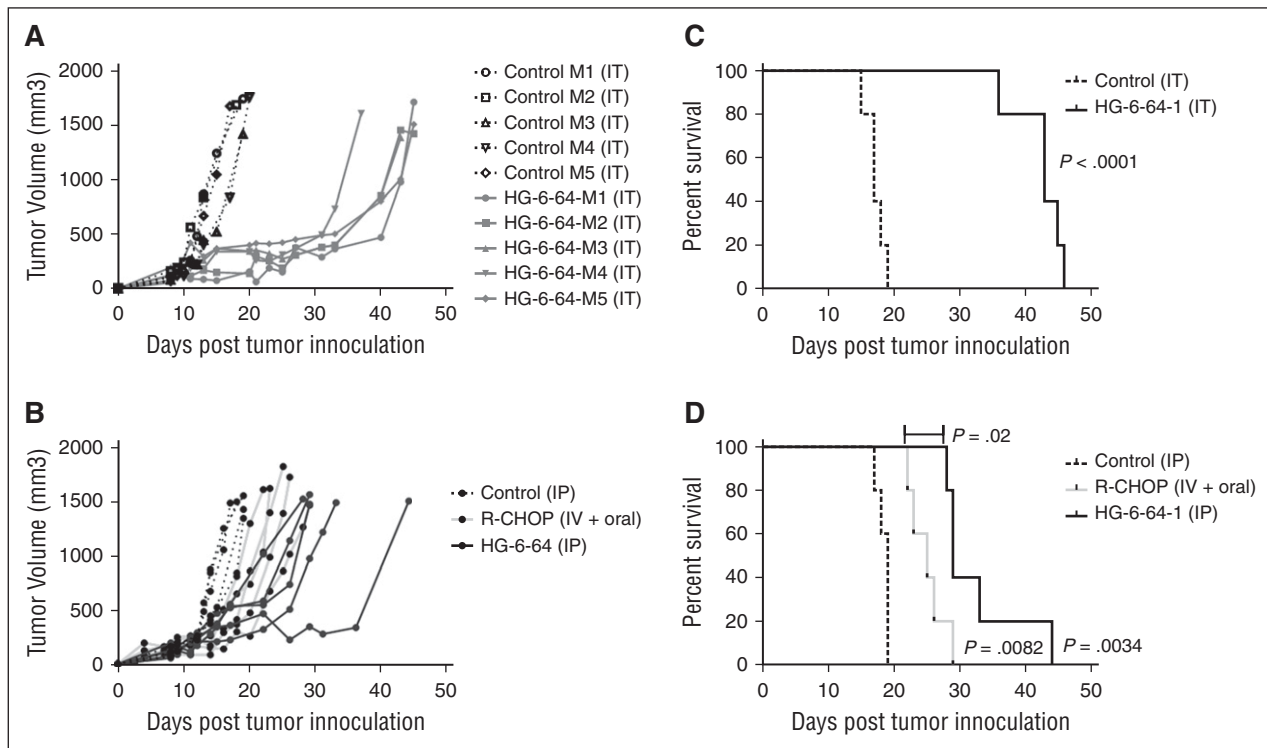 A
Tumor Volume (mm3)
2000
1500
1000
500
0
0 10 20 30 40 50
Days post tumor innoculation
Control M1 (IT)
Control M2 (IT)
Control M3 (IT)
Control M4 (IT)
Control M5 (IT)
HG-6-64-M1 (IT)
HG-6-64-M2 (IT)
HG-6-64-M3 (IT)
HG-6-64-M4 (IT)
HG-6-64-M5 (IT)
C
Percent survival
100
80
60
40
20
0
0 10 20 30 40 50
Days post tumor innoculation
Control (IT)
HG-6-64-1 (IT)
P < .0001
B
Tumor Volume (mm3)
2000
1500
1000
500
0
0 10 20 30 40 50
Days post tumor innoculation
Control (IP)
R-CHOP (IV + oral)
HG-6-64 (IP)
D
Percent survival
100
80
60
40
20
0
0 10 20 30 40 50
Days post tumor innoculation
P = .02
Control (IP)
R-CHOP (IV + oral)
HG-6-64-1 (IP)
P = .0082
P = .0034